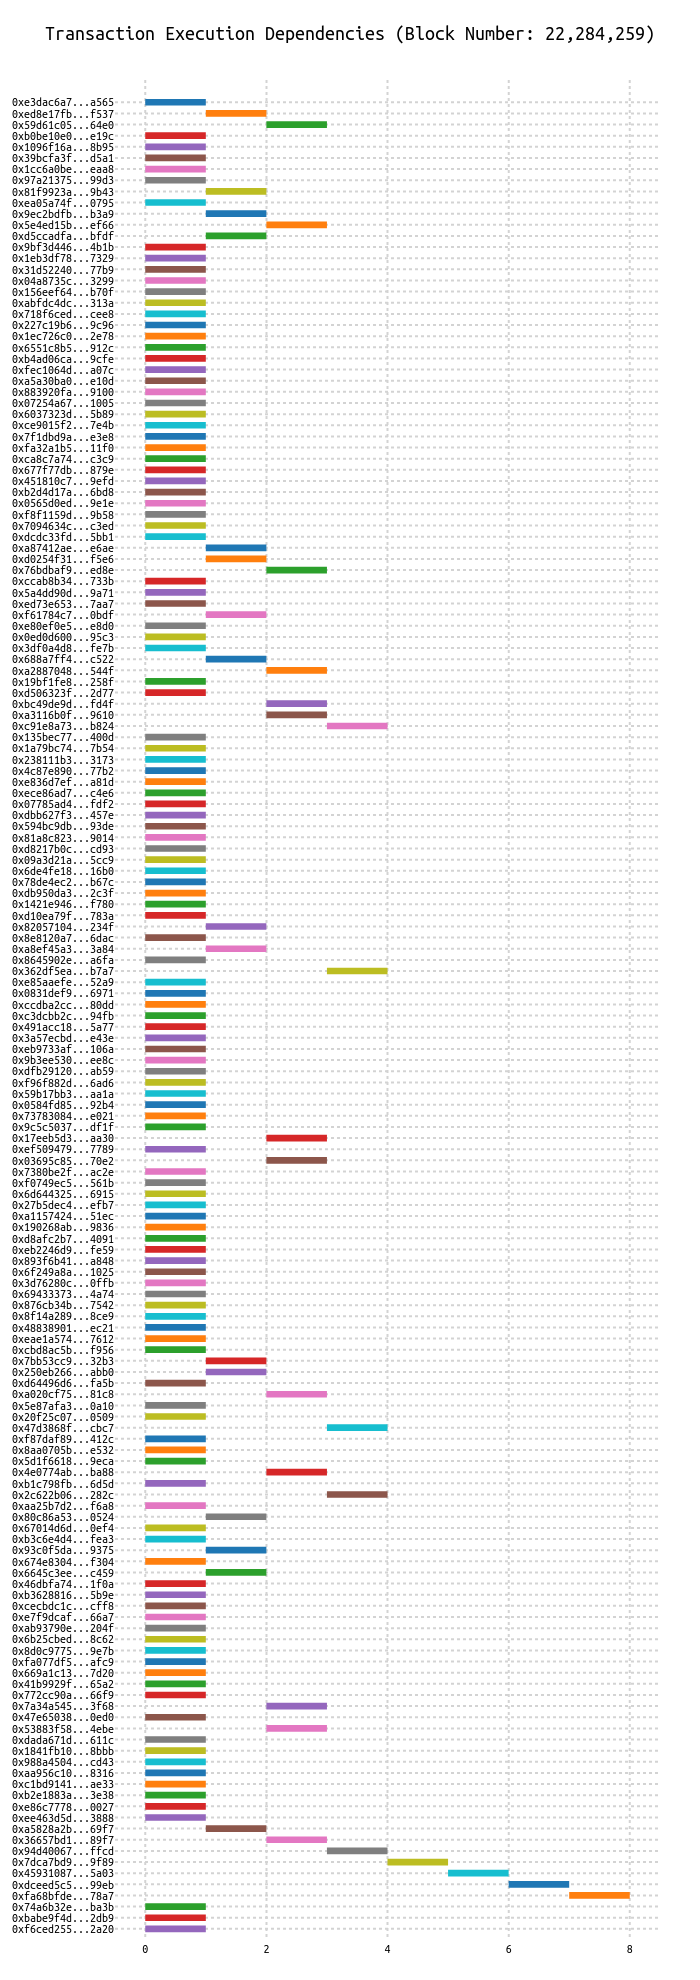 Transaction Execution Dependencies (Block Number: 22,284,259)
0xe3dac6a7...a565
0xed8e17fb...f537
0x59d61c05...64e0
0xb0be10e0...e19c
0x1096f16a...8b95
0x39bcfa3f...d5a1
0x1cc6a0be...eaa8
0x97a21375...99d3
0x81f9923a...9b43
0xea05a74f...0795
0x9ec2bdfb...b3a9
0x5e4ed15b...ef66
0xd5ccadfa...bfdf
0x9bf3d446...4b1b
0x1eb3df78...7329
0x31d52240...77b9
0x04a8735c...3299
0x156eef64...b70f
0xabfdc4dc...313a
0x718f6ced...cee8
0x227c19b6...9c96
0x1ec726c0...2e78
0x6551c8b5...912c
0xb4ad06ca...9cfe
0xfec1064d...a07c
0xa5a30ba0...e10d
0x883920fa...9100
0x07254a67...1005
0x6037323d...5b89
0xce9015f2...7e4b
0x7f1dbd9a...e3e8
0xfa32a1b5...11f0
0xca8c7a74...c3c9
0x677f77db...879e
0x451810c7...9efd
0xb2d4d17a...6bd8
0x0565d0ed...9e1e
0xf8f1159d...9b58
0x7094634c...c3ed
0xdcdc33fd...5bb1
0xa87412ae...e6ae
0xd0254f31...f5e6
0x76bdbaf9...ed8e
0xccab8b34...733b
0x5a4dd90d...9a71
0xed73e653...7aa7
0xf61784c7...0bdf
0xe80ef0e5...e8d0
0x0ed0d600...95c3
0x3df0a4d8...fe7b
0x688a7ff4...c522
0xa2887048...544f
0x19bf1fe8...258f
0xd506323f...2d77
0xbc49de9d...fd4f
0xa3116b0f...9610
0xc91e8a73...b824
0x135bec77...400d
0x1a79bc74...7b54
0x238111b3...3173
0x4c87e890...77b2
0xe836d7ef...a81d
0xece86ad7...c4e6
0x07785ad4...fdf2
0xdbb627f3...457e
0x594bc9db...93de
0x81a8c823...9014
0xd8217b0c...cd93
0x09a3d21a...5cc9
0x6de4fe18...16b0
0x78de4ec2...b67c
0xdb950da3...2c3f
0x1421e946...f780
0xd10ea79f...783a
0x82057104...234f
0x8e8120a7...6dac
0xa8ef45a3...3a84
0x8645902e...a6fa
0x362df5ea...b7a7
0xe85aaefe...52a9
0x0831def9...6971
0xccdba2cc...80dd
0xc3dcbb2c...94fb
0x491acc18...5a77
0x3a57ecbd...e43e
0xeb9733af...106a
0x9b3ee530...ee8c
0xdfb29120...ab59
0xf96f882d...6ad6
0x59b17bb3...aa1a
0x0584fd85...92b4
0x73783084...e021
0x9c5c5037...df1f
0x17eeb5d3...aa30
0xef509479...7789
0x03695c85...70e2
0x7380be2f...ac2e
0xf0749ec5...561b
0x6d644325...6915
0x27b5dec4...efb7
0xa1157424...51ec
0x190268ab...9836
0xd8afc2b7...4091
0xeb2246d9...fe59
0x893f6b41...a848
0x6f249a8a...1025
0x3d76280c...0ffb
0x69433373...4a74
0x876cb34b...7542
0x8f14a289...8ce9
0x48838901...ec21
0xeae1a574...7612
0xcbd8ac5b...f956
0x7bb53cc9...32b3
0x250eb266...abb0
0xd64496d6...fa5b
0xa020cf75...81c8
0x5e87afa3...0a10
0x20f25c07...0509
0x47d3868f...cbc7
0xf87daf89...412c
0x8aa0705b...e532
0x5d1f6618...9eca
0x4e0774ab...ba88
0xb1c798fb...6d5d
0x2c622b06...282c
0xaa25b7d2...f6a8
0x80c86a53...0524
0x67014d6d...0ef4
0xb3c6e4d4...fea3
0x93c0f5da...9375
0x674e8304...f304
0x6645c3ee...c459
0x46dbfa74...1f0a
0xb3628816...5b9e
0xcecbdc1c...cff8
0xe7f9dcaf...66a7
0xab93790e...204f
0x6b25cbed...8c62
0x8d0c9775...9e7b
0xfa077df5...afc9
0x669a1c13...7d20
0x41b9929f...65a2
0x772cc90a...66f9
0x7a34a545...3f68
0x47e65038...0ed0
0x53883f58...4ebe
0xdada671d...611c
0x1841fb10...8bbb
0x988a4504...cd43
0xaa956c10...8316
0xc1bd9141...ae33
0xb2e1883a...3e38
0xe86c7778...0027
0xee463d5d...3888
0xa5828a2b...69f7
0x36657bd1...89f7
0x94d40067...ffcd
0x7dca7bd9...9f89
0x45931087...5a03
0xdceed5c5...99eb
0xfa68bfde...78a7
0x74a6b32e...ba3b
0xbabe9f4d...2db9
0xf6ced255...2a20
0 2 4 6 8